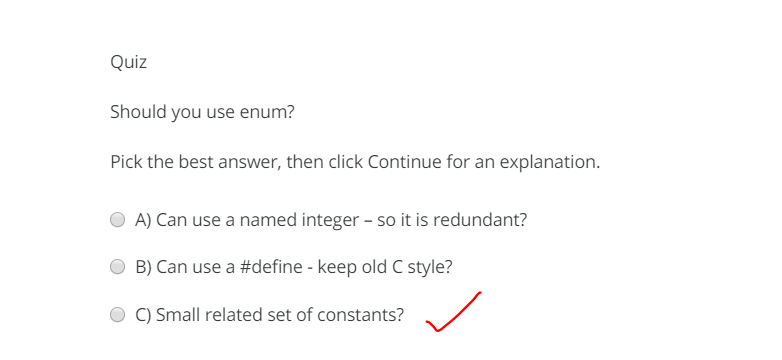 Quiz
Should you use enum?
Pick the best answer, then click Continue for an explanation.
A) Can use a named integer – so it is redundant?
B) Can use a #define - keep old C style?
C) Small related set of constants?